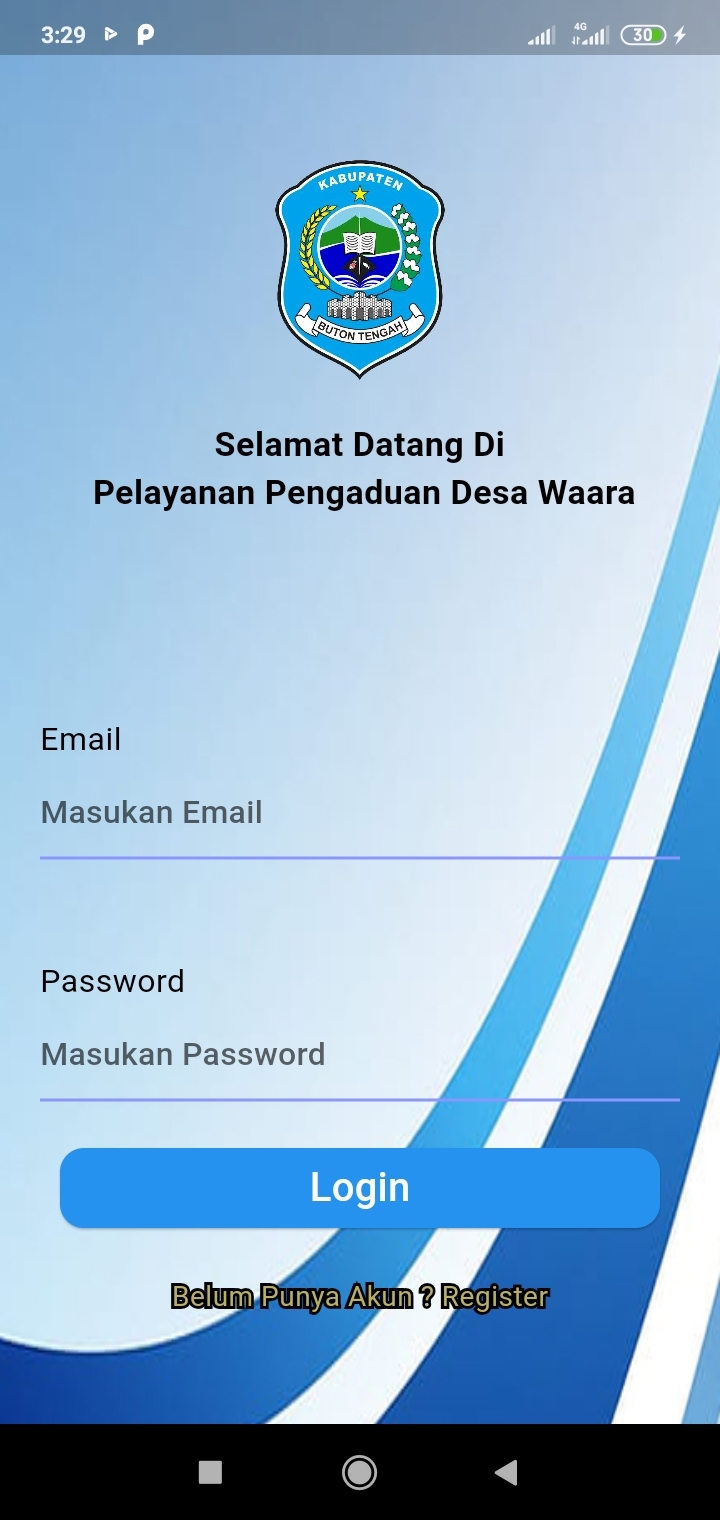 3:29
4G
30
KABUPATEN
BUTON TENGAH
Selamat Datang Di
Pelayanan Pengaduan Desa Waara
Email
Masukan Email
Password
Masukan Password
Login
Belum Punya Akun ? Register